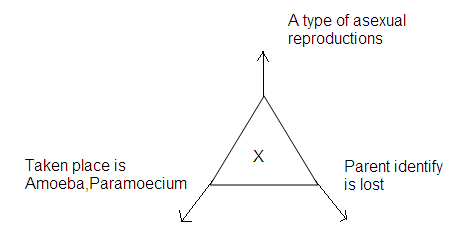 A type of asexual
reproductions
X
Taken place is
Amoeba,Paramoecium
Parent identify
is lost